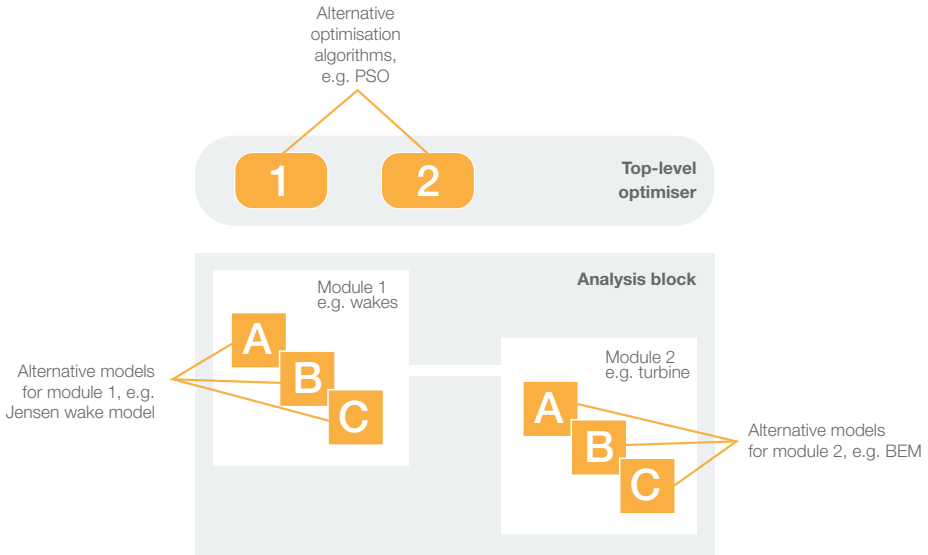 Alternative
optimisation
algorithms,
e.g. PSO
1
2
Top-level
optimiser
Analysis block
Module 1
e.g. wakes
A
B
C
Alternative models
for module 1, e.g.
Jensen wake model
Module 2
e.g. turbine
A
B
C
Alternative models
for module 2, e.g. BEM